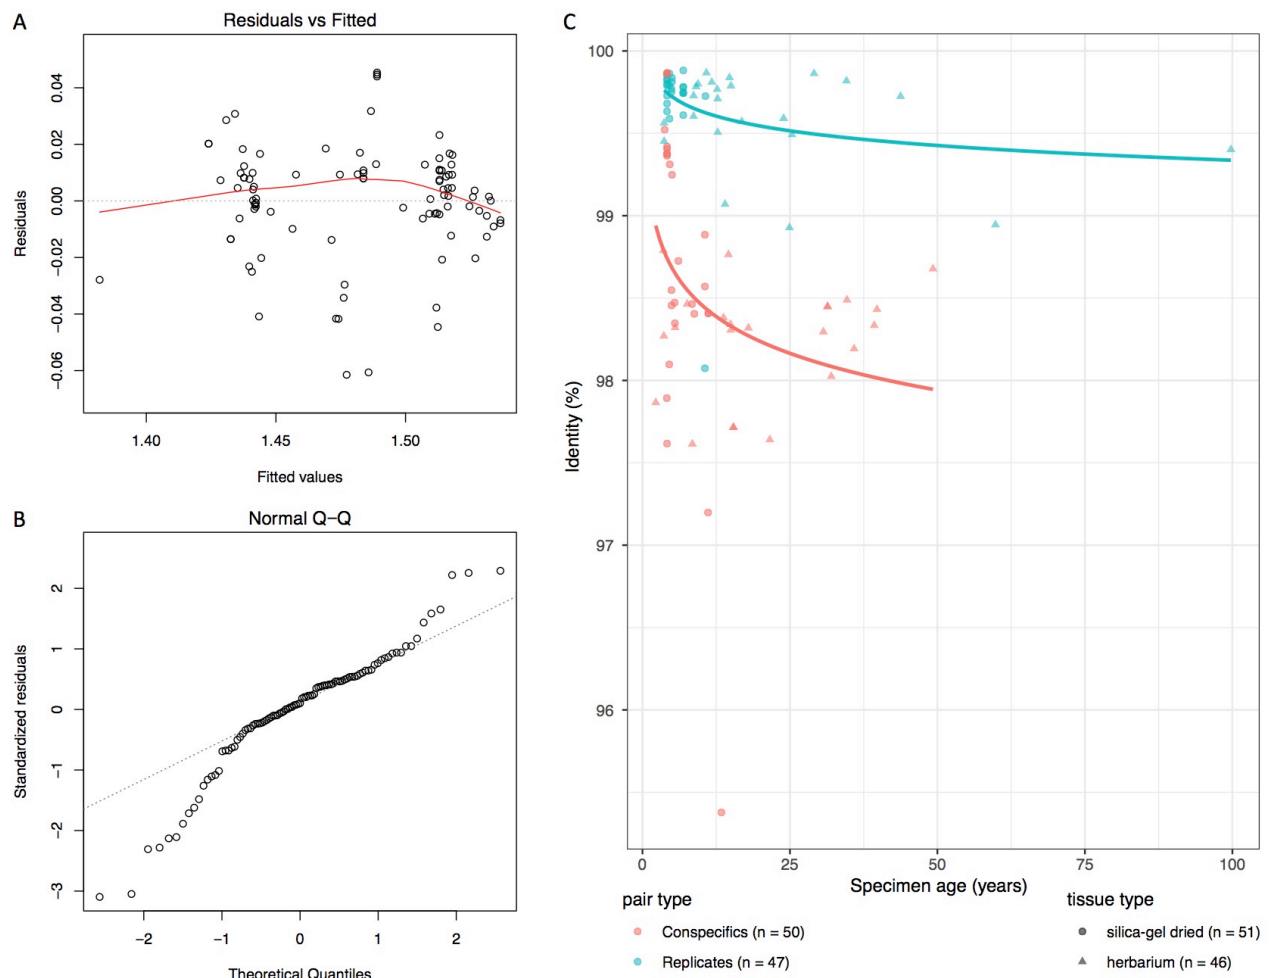 A
Residuals vs Fitted
0.04
0.02
0.00
−0.02
−0.04
−0.06
Residuals
1.40
1.45
1.50
Fitted values
B
Normal Q−Q
2
1
0
−1
−2
−3
Standardized residuals
−2
−1
0
1
2
Theoretical Quantiles
C
100
99
98
97
96
Identity (%)
0
25
50
75
100
Specimen age (years)
pair type
Conspecifics (n = 50)
Replicates (n = 47)
tissue type
silica-gel dried (n = 51)
herbarium (n = 46)